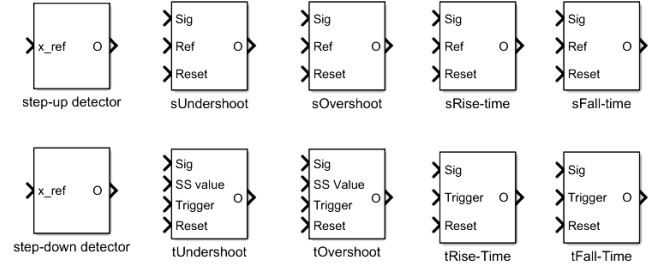 x_ref O
step-up detector
Sig
Ref O
Reset
sUndershoot
Sig
Ref O
Reset
sOvershoot
Sig
Ref O
Reset
sRise-time
Sig
Ref O
Reset
sFall-time
x_ref O
step-down detector
Sig
SS value
Trigger
Reset
O
tUndershoot
Sig
SS Value
Trigger
Reset
O
tOvershoot
Sig
Trigger O
Reset
tRise-Time
Sig
Trigger O
Reset
tFall-Time